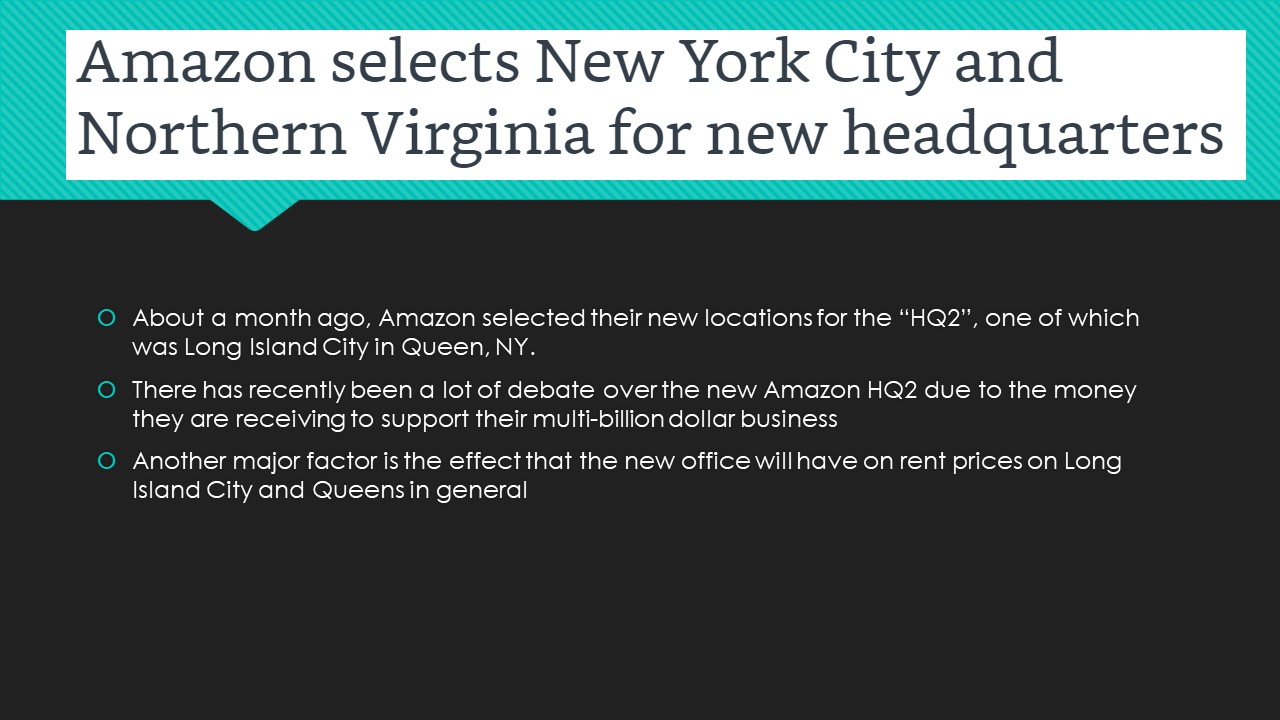 Amazon selects New York City and
Northern Virginia for new headquarters
About a month ago, Amazon selected their new locations for the “HQ2”, one of which
was Long Island City in Queen, NY.
There has recently been a lot of debate over the new Amazon HQ2 due to the money
they are receiving to support their multi-billion dollar business
Another major factor is the effect that the new office will have on rent prices on Long
Island City and Queens in general